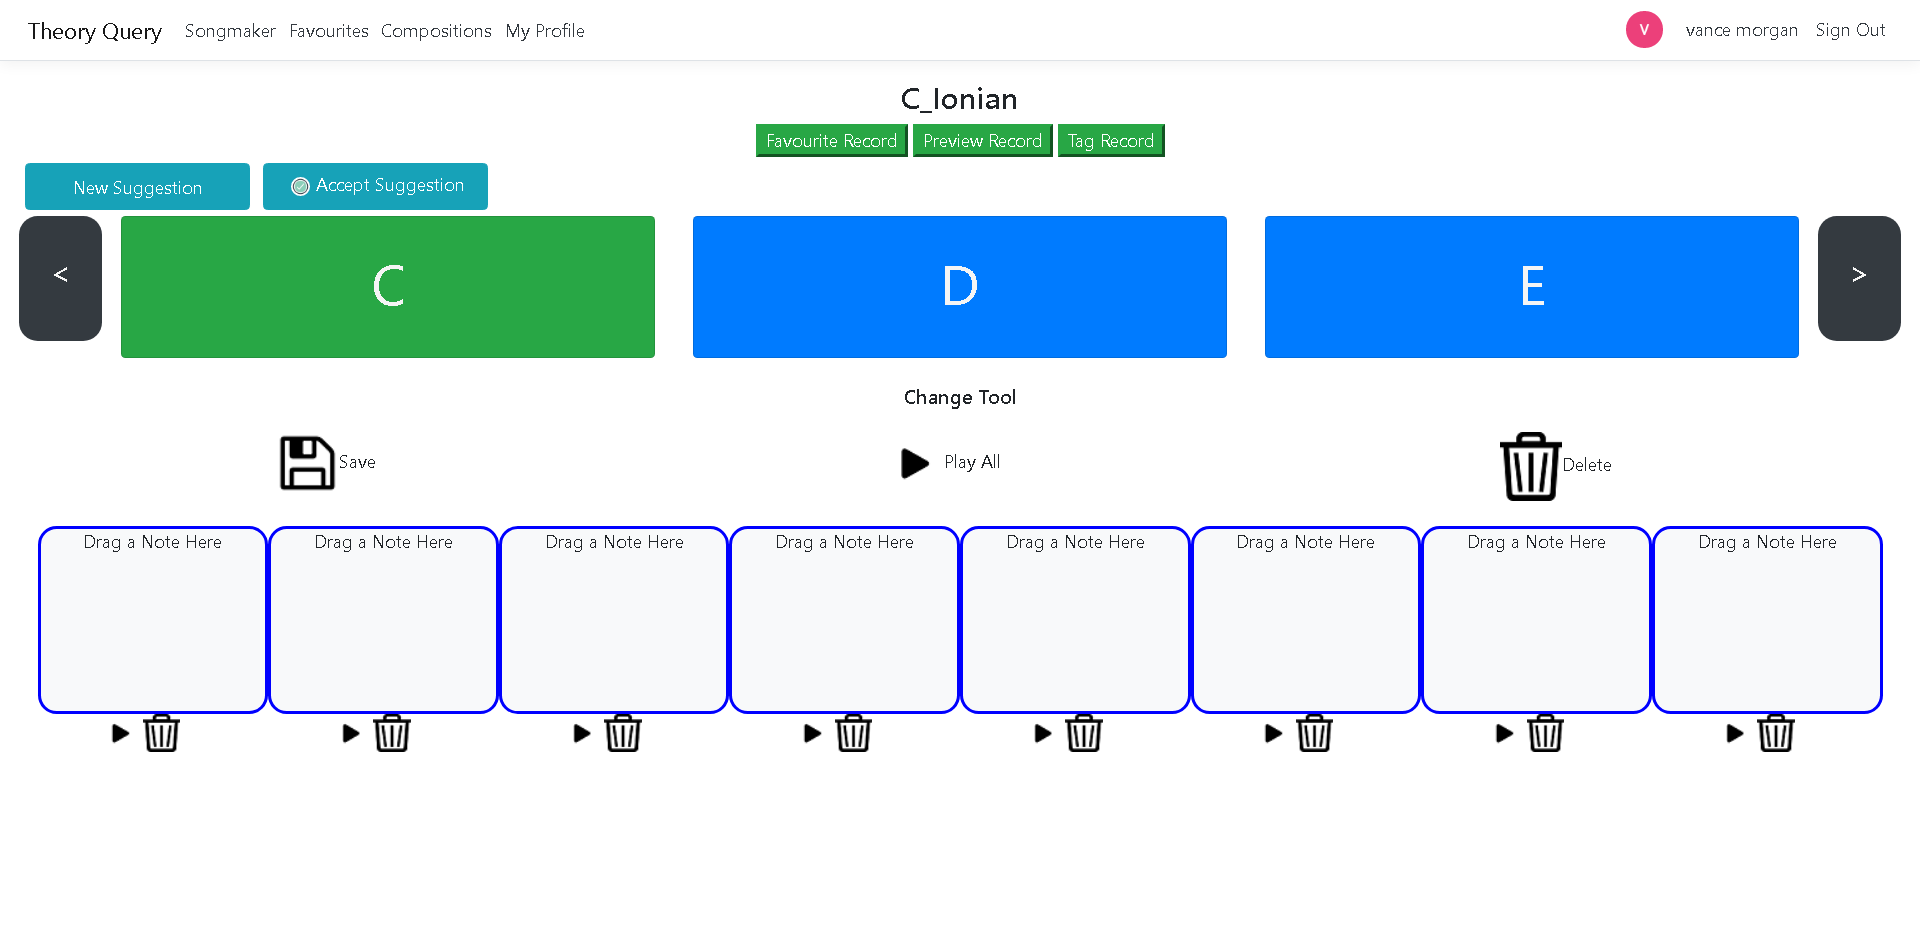 Theory Query Songmaker Favourites Compositions My Profile V vance morgan Sign Out
C_Ionian
Favourite Record Preview Record Tag Record
New Suggestion Accept Suggestion
< C D E >
Change Tool
Save Play All Delete
Drag a Note Here Drag a Note Here Drag a Note Here Drag a Note Here Drag a Note Here Drag a Note Here Drag a Note Here Drag a Note Here